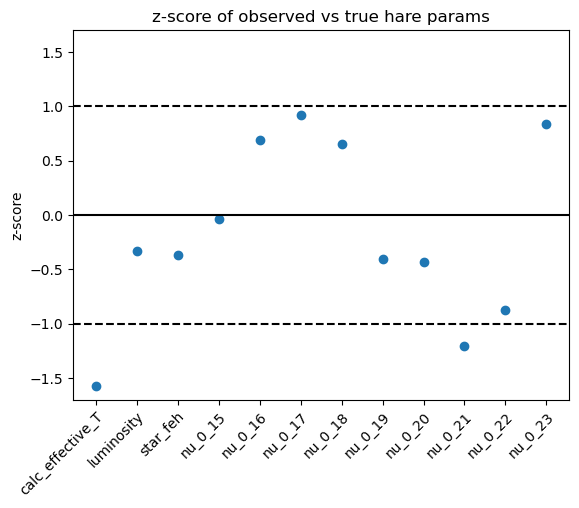 z-score of observed vs true hare params
z-score
1.5
1.0
0.5
0.0
−0.5
−1.0
−1.5
calc_effective_T
luminosity
star_feh
nu_0_15
nu_0_16
nu_0_17
nu_0_18
nu_0_19
nu_0_20
nu_0_21
nu_0_22
nu_0_23